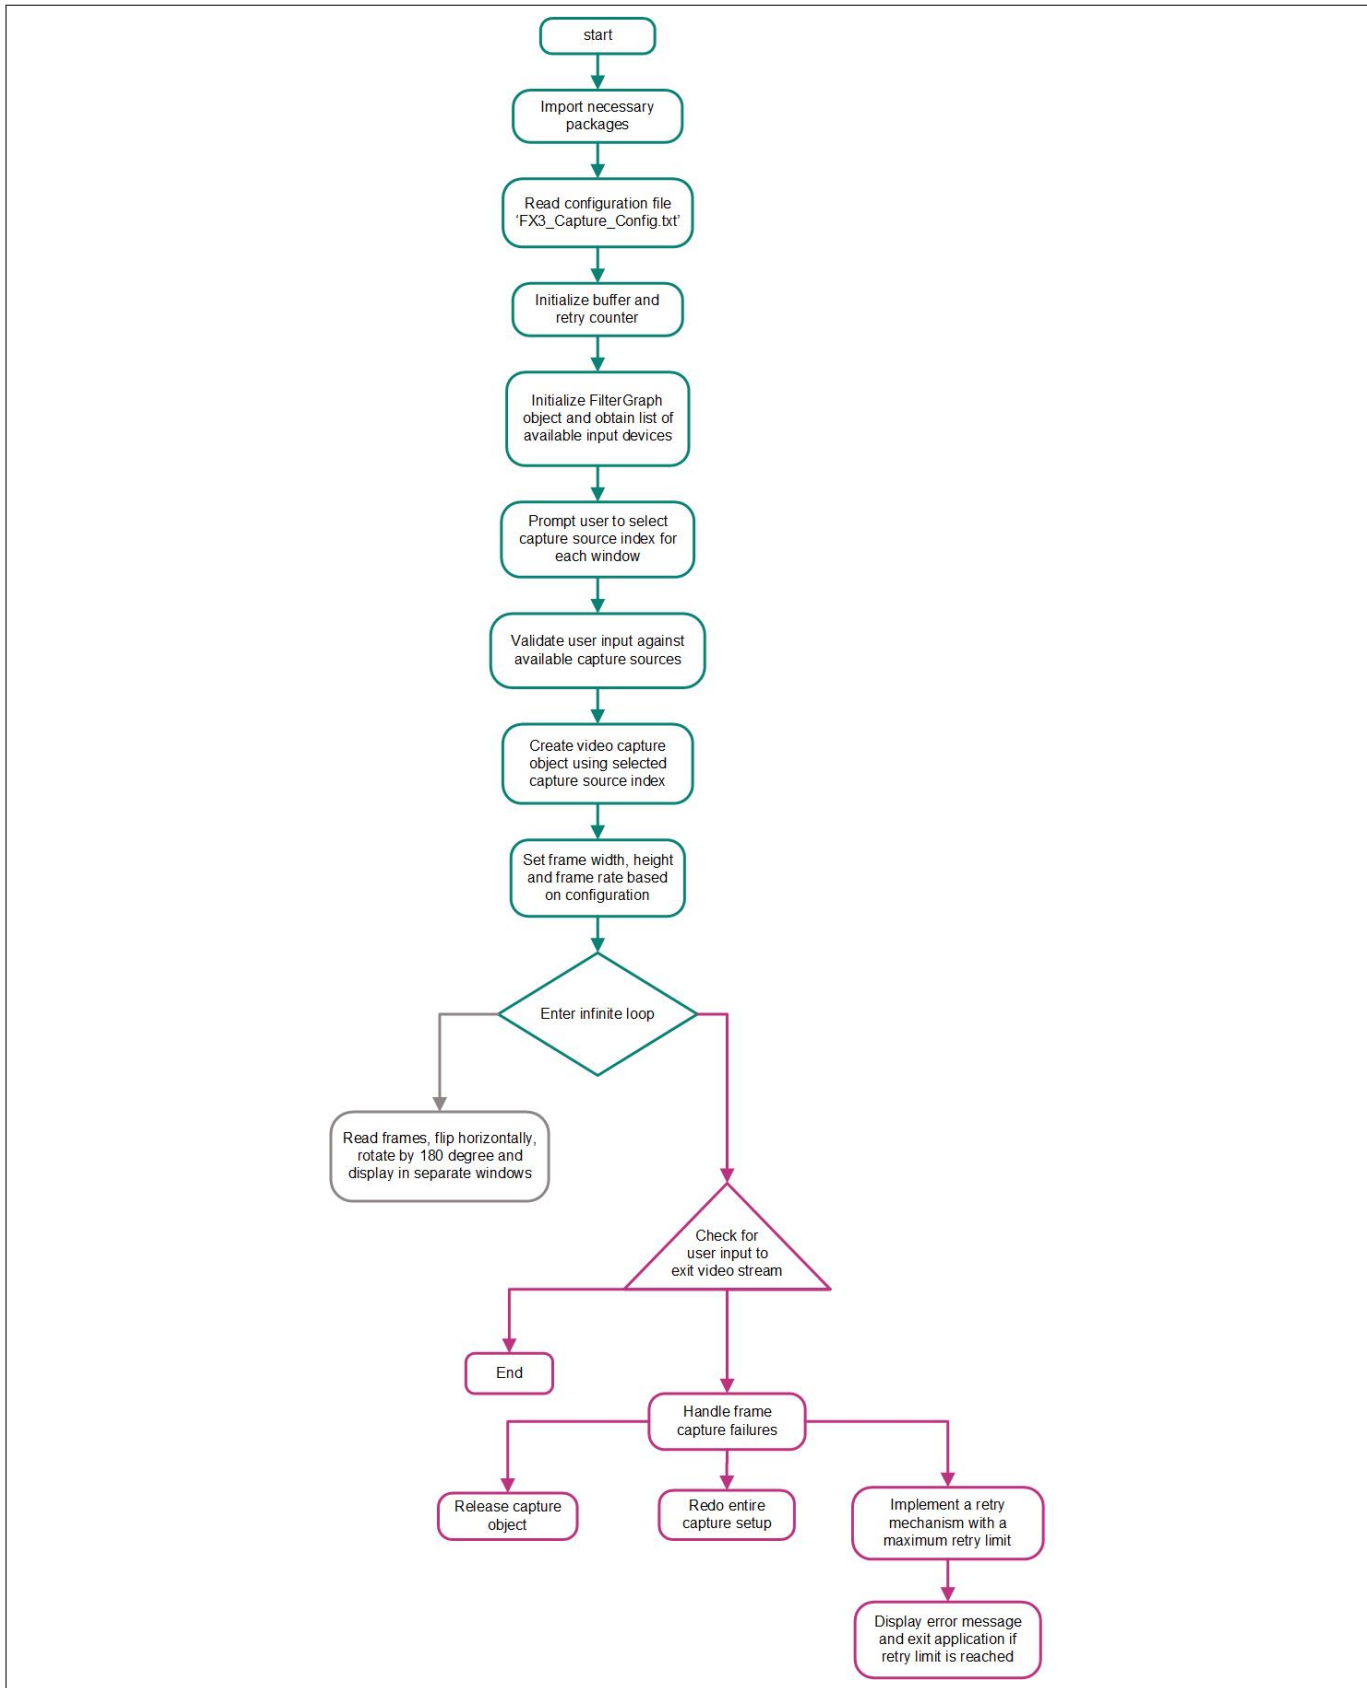 start
Import necessary
packages
Read configuration file
‘FX3_Capture_Config.txt’
Initialize buffer and
retry counter
Initialize FilterGraph
object and obtain list of
available input devices
Prompt user to select
capture source index for
each window
Validate user input against
available capture sources
Create video capture
object using selected
capture source index
Set frame width, height
and frame rate based
on configuration
Enter infinite loop
Read frames, flip horizontally,
rotate by 180 degree and
display in separate windows
Check for
user input to
exit video stream
End
Handle frame
capture failures
Release capture
object
Redo entire
capture setup
Implement a retry
mechanism with a
maximum retry limit
Display error message
and exit application if
retry limit is reached